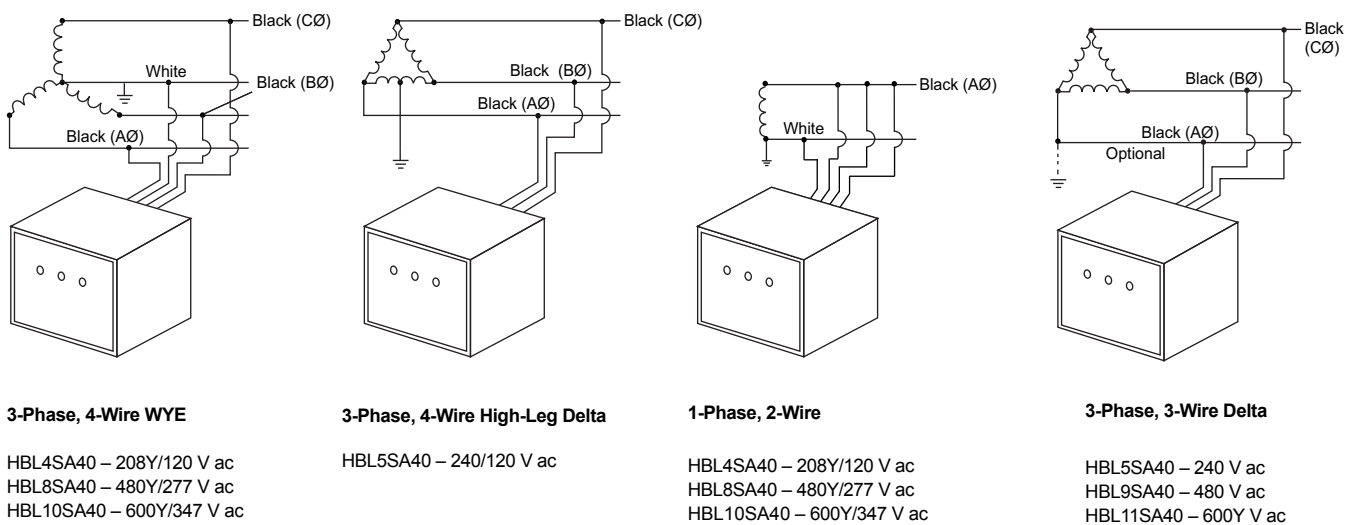 Black (CØ)
White
Black (BØ)
Black (AØ)
3-Phase, 4-Wire WYE
HBL4SA40 – 208Y/120 V ac
HBL8SA40 – 480Y/277 V ac
HBL10SA40 – 600Y/347 V ac
Black (CØ)
Black (BØ)
Black (AØ)
3-Phase, 4-Wire High-Leg Delta
HBL5SA40 – 240/120 V ac
Black (AØ)
White
1-Phase, 2-Wire
HBL4SA40 – 208Y/120 V ac
HBL8SA40 – 480Y/277 V ac
HBL10SA40 – 600Y/347 V ac
Black
(CØ)
Black (BØ)
Black (AØ)
Optional
3-Phase, 3-Wire Delta
HBL5SA40 – 240 V ac
HBL9SA40 – 480 V ac
HBL11SA40 – 600Y V ac